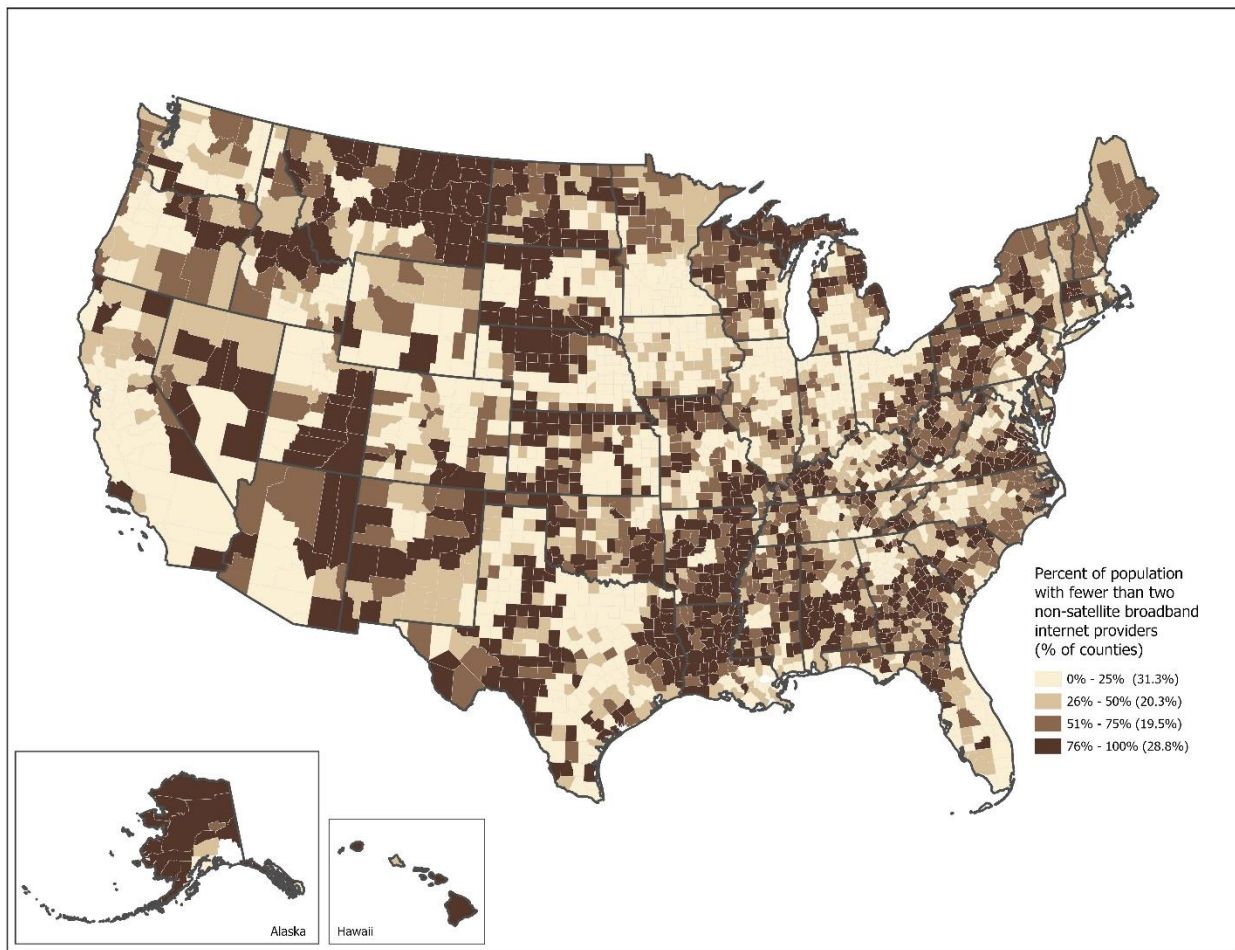 Percent of population
with fewer than two
non-satellite broadband
internet providers
(% of counties)
0% - 25% (31.3%)
26% - 50% (20.3%)
51% - 75% (19.5%)
76% - 100% (28.8%)
Alaska
Hawaii